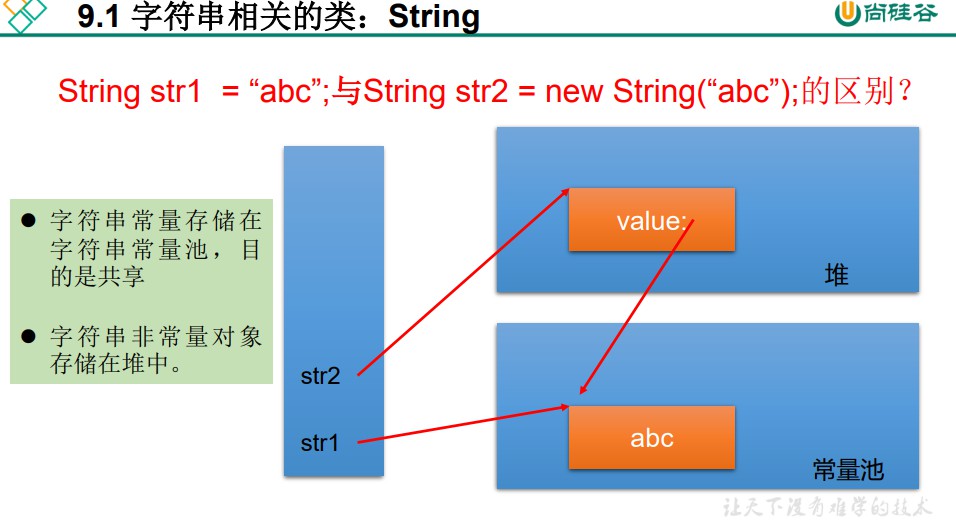 9.1 字符串相关的类：String
尚硅谷
String str1 = “abc”;与String str2 = new String(“abc”);的区别？
● 字符串常量存储在
字符串常量池，目
的是共享
● 字符串非常量对象
存储在堆中。
str2
str1
value:
堆
abc
常量池
让天下没有难学的技术